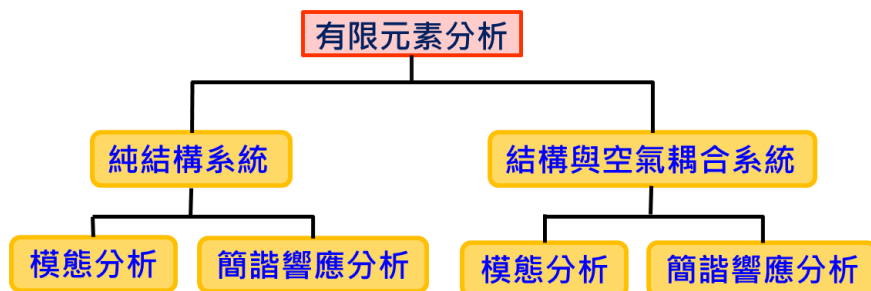 有限元素分析
純結構系統
結構與空氣耦合系統
模態分析
簡諧響應分析
模態分析
簡諧響應分析